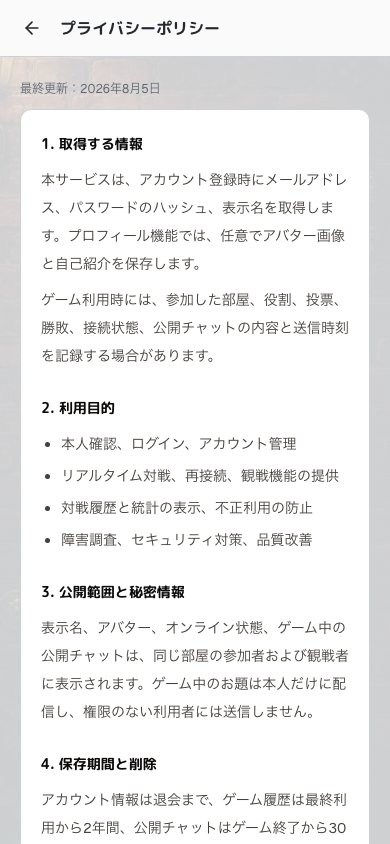 プライバシーポリシー
最終更新：2026年8月5日
1. 取得する情報
本サービスは、アカウント登録時にメールアドレ
ス、パスワードのハッシュ、表示名を取得しま
す。プロフィール機能では、任意でアバター画像
と自己紹介を保存します。
ゲーム利用時には、参加した部屋、役割、投票、
勝敗、接続状態、公開チャットの内容と送信時刻
を記録する場合があります。
2. 利用目的
• 本人確認、ログイン、アカウント管理
• リアルタイム対戦、再接続、観戦機能の提供
• 対戦履歴と統計の表示、不正利用の防止
• 障害調査、セキュリティ対策、品質改善
3. 公開範囲と秘密情報
表示名、アバター、オンライン状態、ゲーム中の
公開チャットは、同じ部屋の参加者および観戦者
に表示されます。ゲーム中のお題は本人だけに配
信し、権限のない利用者には送信しません。
4. 保存期間と削除
アカウント情報は退会まで、ゲーム履歴は最終利
用から2年間、公開チャットはゲーム終了から30